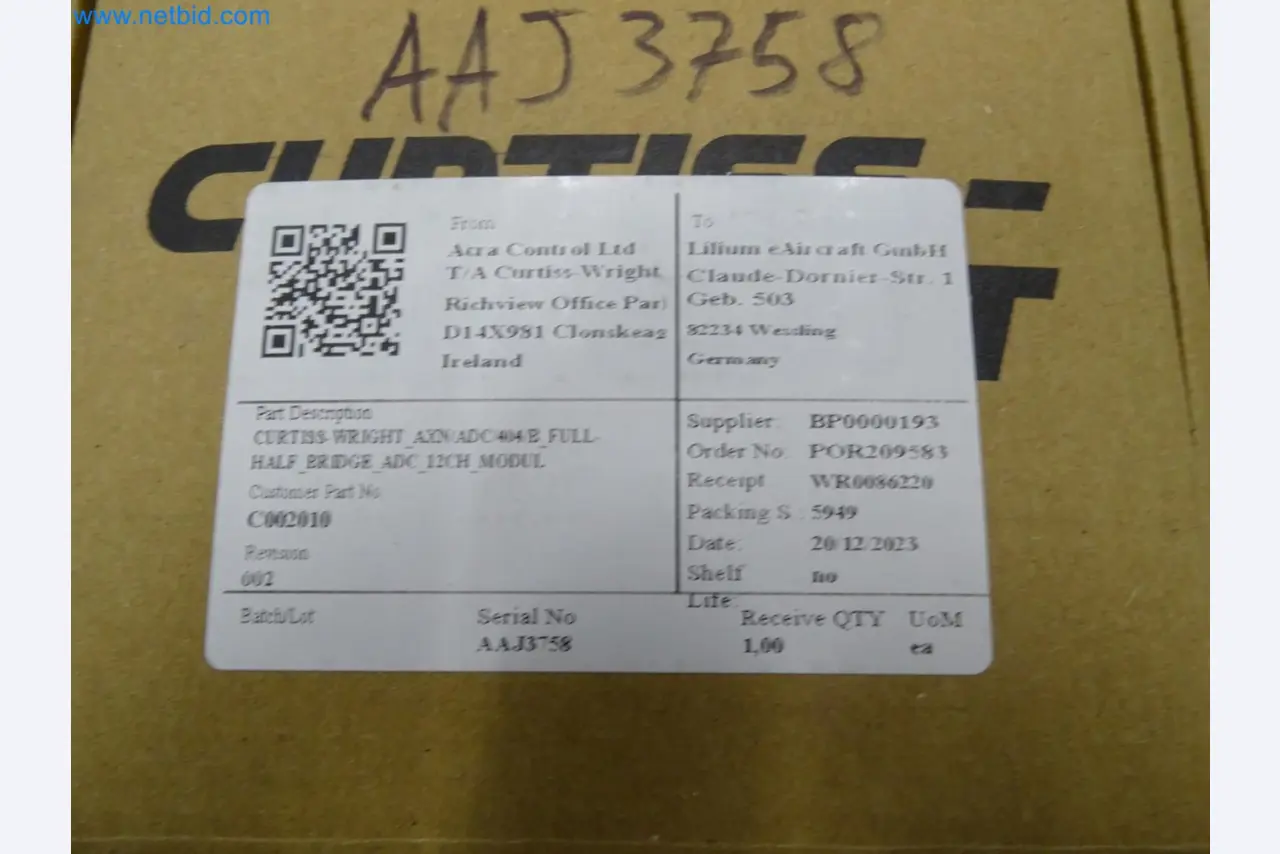 www.netbid.com
AAJ 3758
CURTISS-
From
Acra Control Ltd
T/A Curtiss-Wright
Richview Office Par
D14X981 Clonskeag
Ireland
To
Lilium eAircraft GmbH
Claude-Dornier-Str. 1
Geb. 503
82234 Wessling
Germany
Part Description
CURTISS-WRIGHT_AXN/ADC/404/B_FULL-
HALF_BRIDGE_ADC_12CH_MODUL
Customer Part No
C002010
Revision
002
Supplier: BP0000193
Order No: POR209583
Receipt WR0086220
Packing S.: 5949
Date: 20/12/2023
Shelf no
Life:
Batch/Lot
Serial No
AAJ3758
Receive QTY UoM
1,00 ea